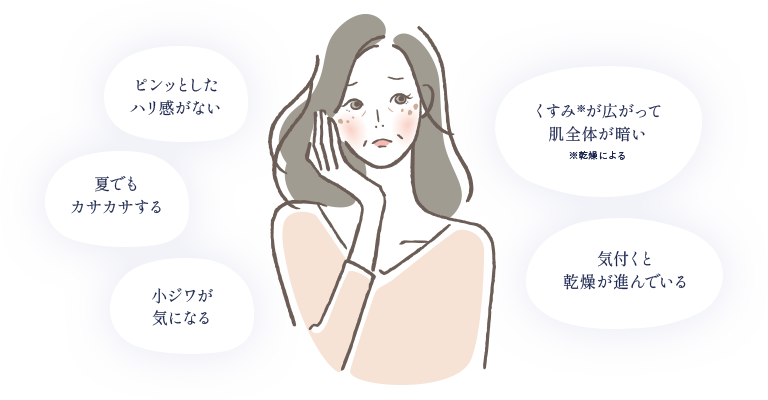 ピンッとした
ハリ感がない
夏でも
カサカサする
小ジワが
気になる
くすみ※が広がって
肌全体が暗い
※乾燥による
気付くと
乾燥が進んでいる